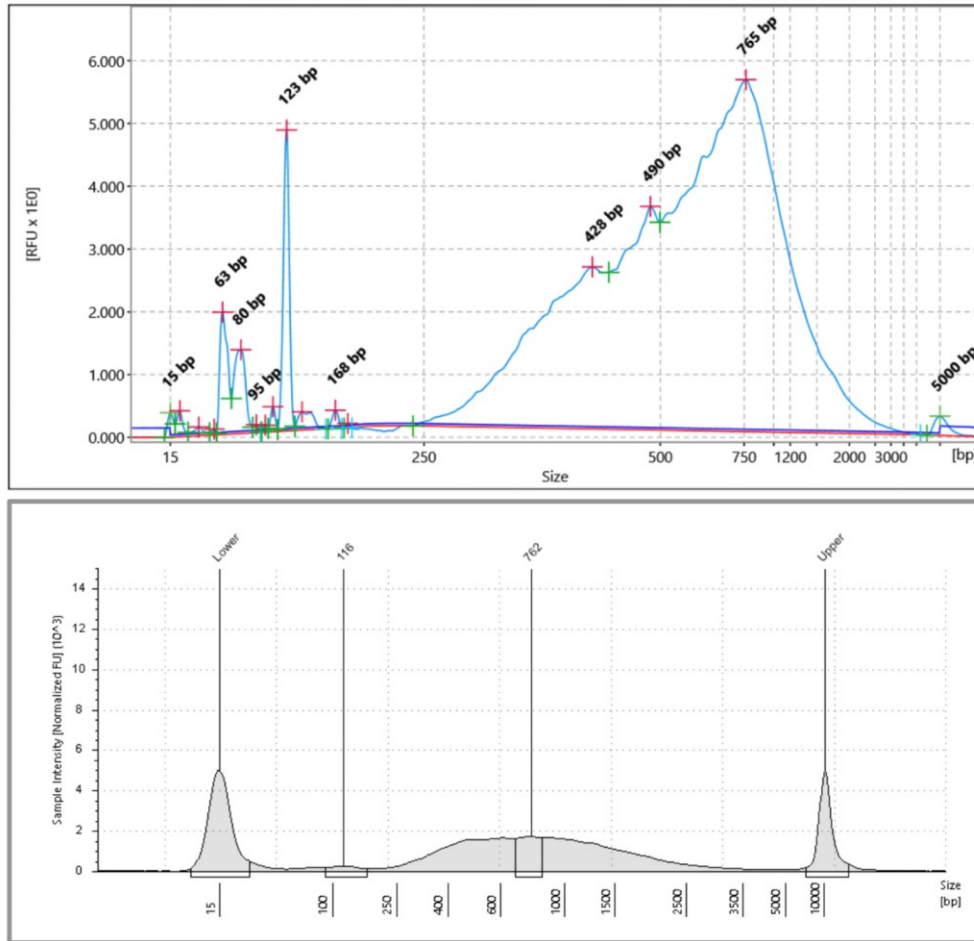 765 bp
6.000
123 bp
5.000
490 bp
4.000
428 bp
[RFU x 1E0]
3.000
63 bp
2.000
80 bp
15 bp
95 bp
168 bp
5000 bp
1.000
0.000
15 250 500 750 1200 2000 3000 [bp
Size
Lower 116 762 Upper
14
12
10
8
6
4
2
0
Sample Intensity [Normalized FU] (10^3)
15 100 250 400 600 1000 1500 2500 3500 5000 10000
Size
[bp]